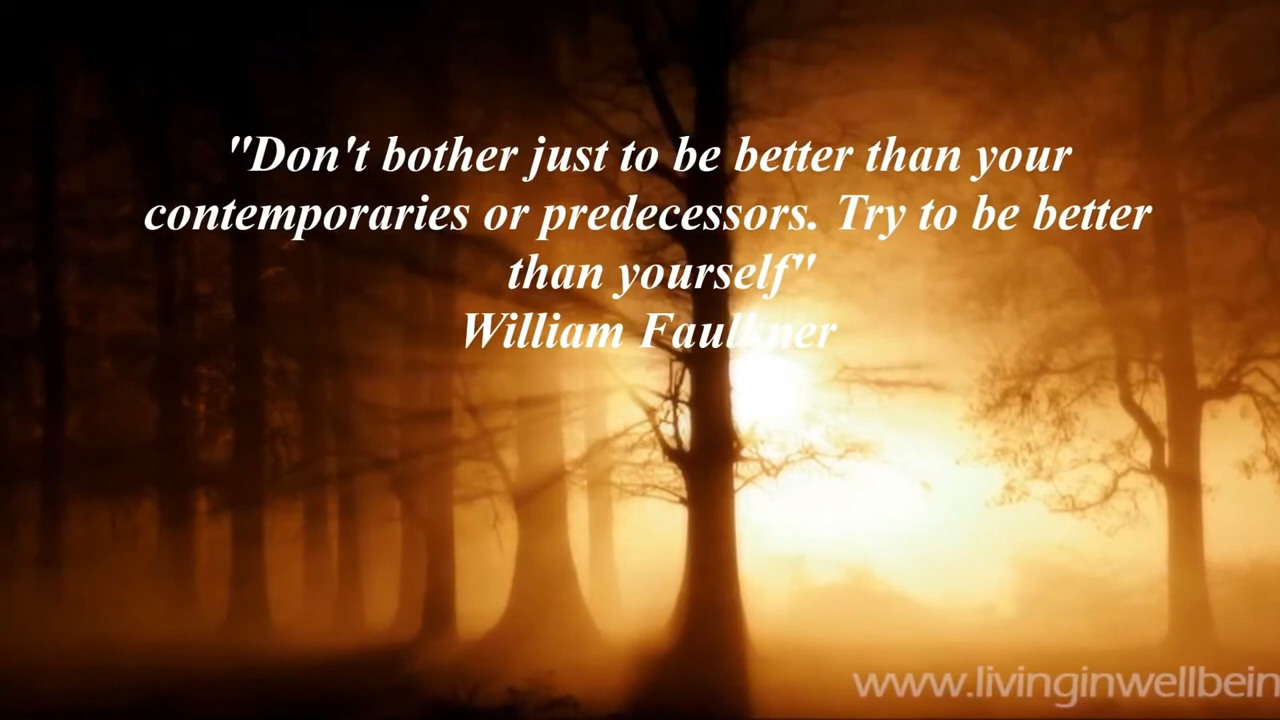 "Don't bother just to be better than your
contemporaries or predecessors. Try to be better
than yourself"
William Faulkner
www.livinginwellbein